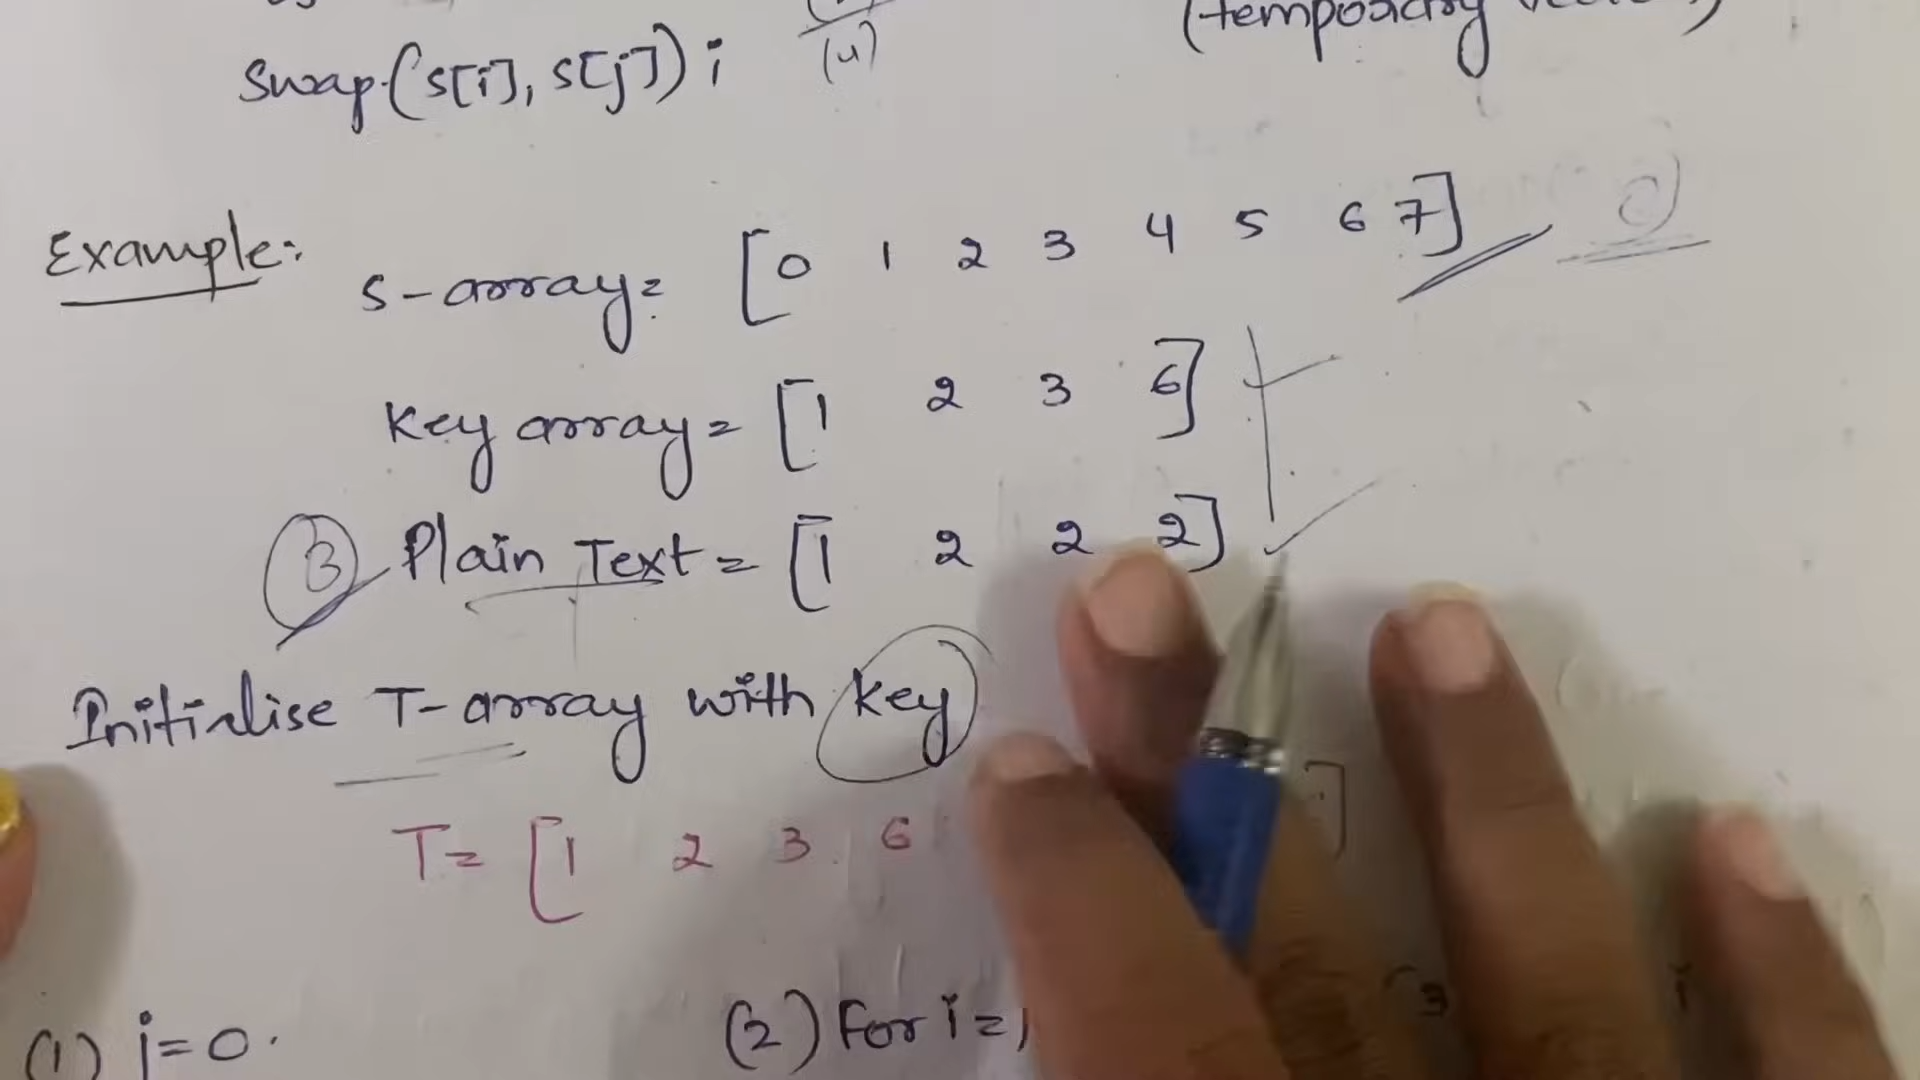 Swap(s[i], s[j]);
(4)
(temporary
Example:
S-array= [0 1 2 3 4 5 6 7]
Key array= [1 2 3 6]
3 Plain Text= [1 2 2 2]
Initialise T-array with key
T= [1 2 3 6 ]
(1) j=0.
(2) For i=
3 i